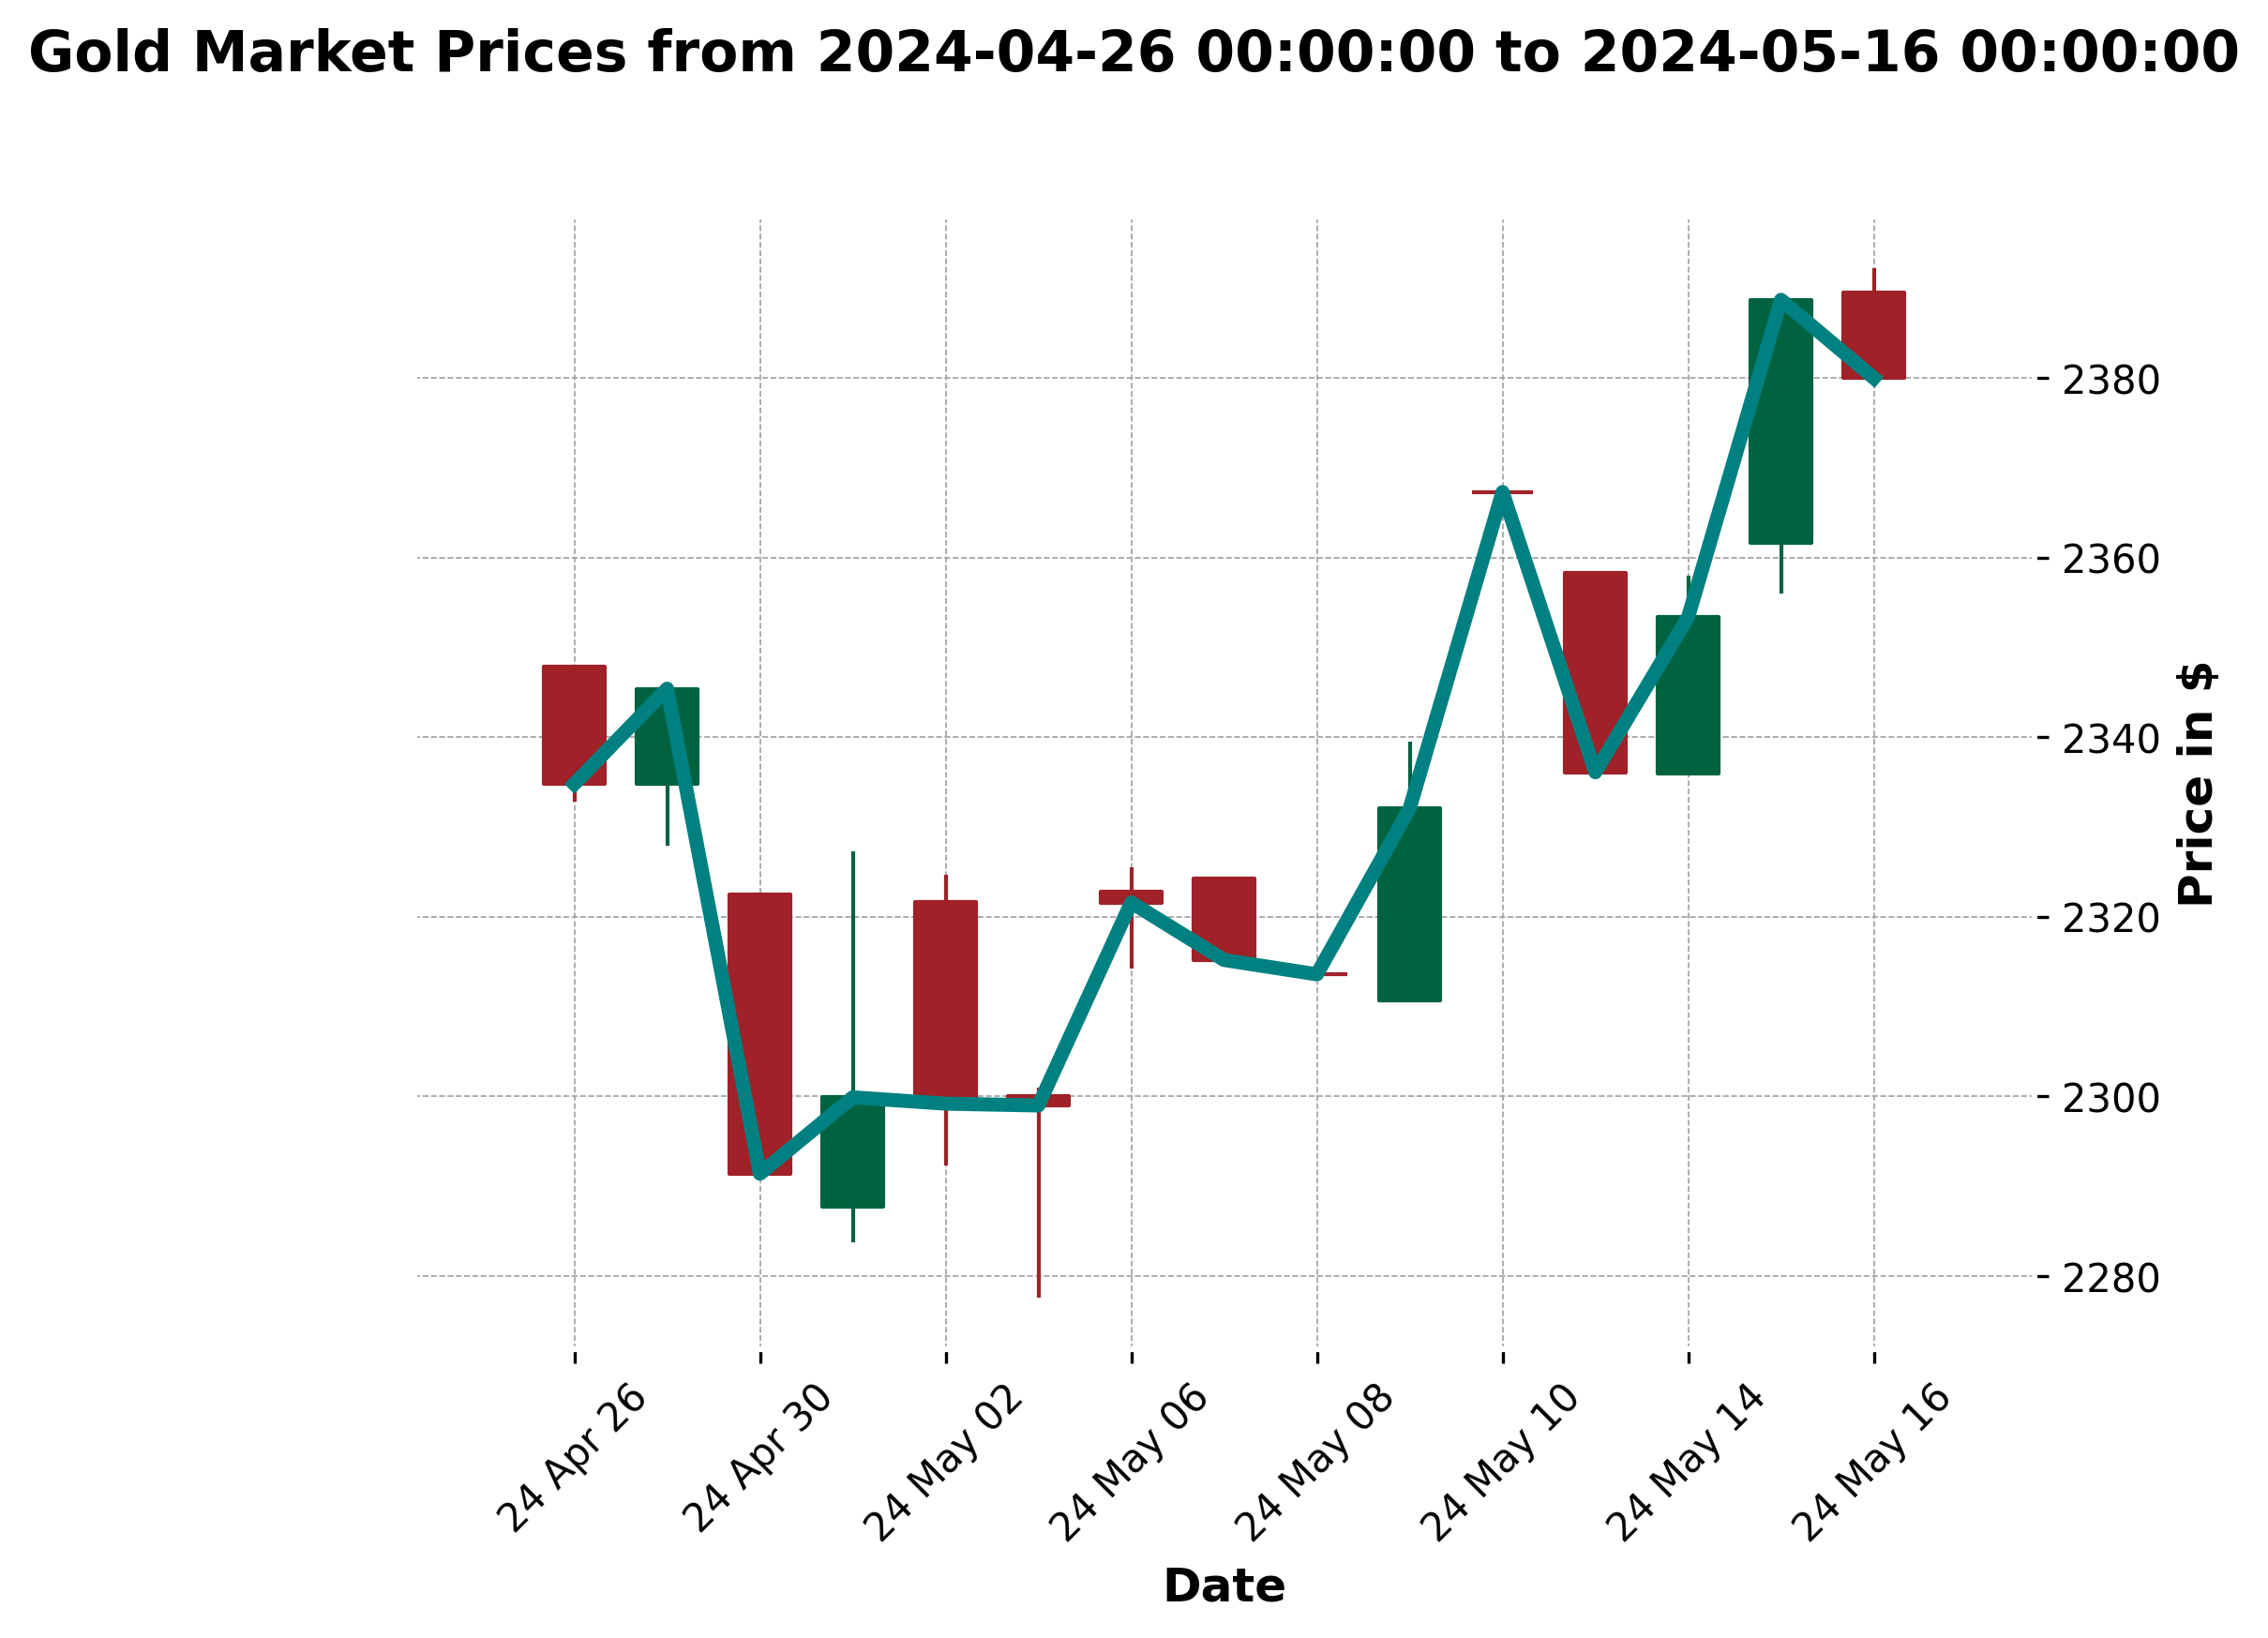 Gold Market Prices from 2024-04-26 00:00:00 to 2024-05-16 00:00:00
2380
2360
2340
2320
2300
2280
Price in $
24 Apr 26
24 Apr 30
24 May 02
24 May 06
24 May 08
24 May 10
24 May 14
24 May 16
Date